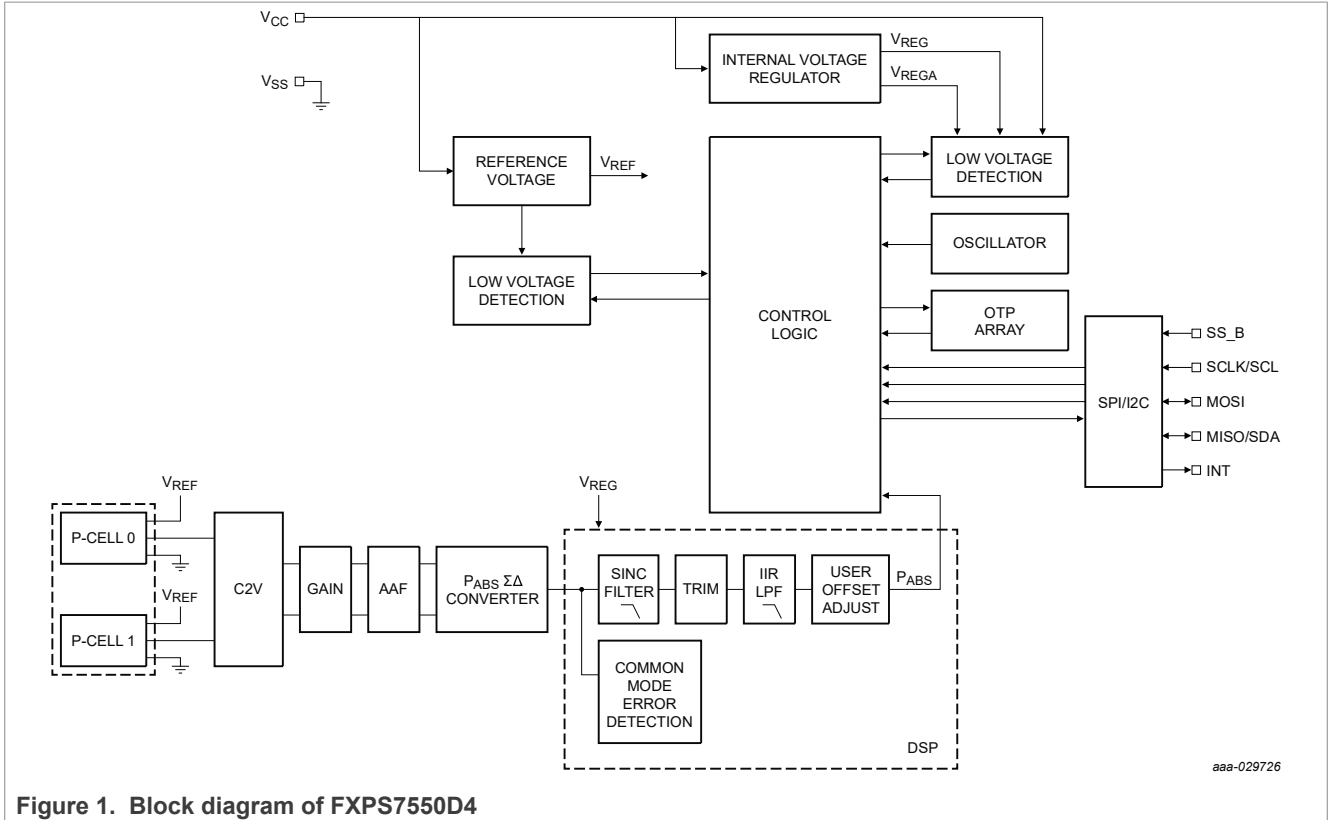 VCC
VSS
INTERNAL VOLTAGE
REGULATOR
VREG
VREGA
REFERENCE
VOLTAGE
VREF
LOW VOLTAGE
DETECTION
CONTROL
LOGIC
LOW VOLTAGE
DETECTION
OSCILLATOR
OTP
ARRAY
SPI/I2C
SS_B
SCLK/SCL
MOSI
MISO/SDA
INT
VREF
P-CELL 0
VREF
P-CELL 1
C2V
GAIN
AAF
PABS ΣΔ
CONVERTER
VREG
SINC
FILTER
TRIM
IIR
LPF
USER
OFFSET
ADJUST
PABS
COMMON
MODE
ERROR
DETECTION
DSP
aaa-029726
Figure 1. Block diagram of FXPS7550D4